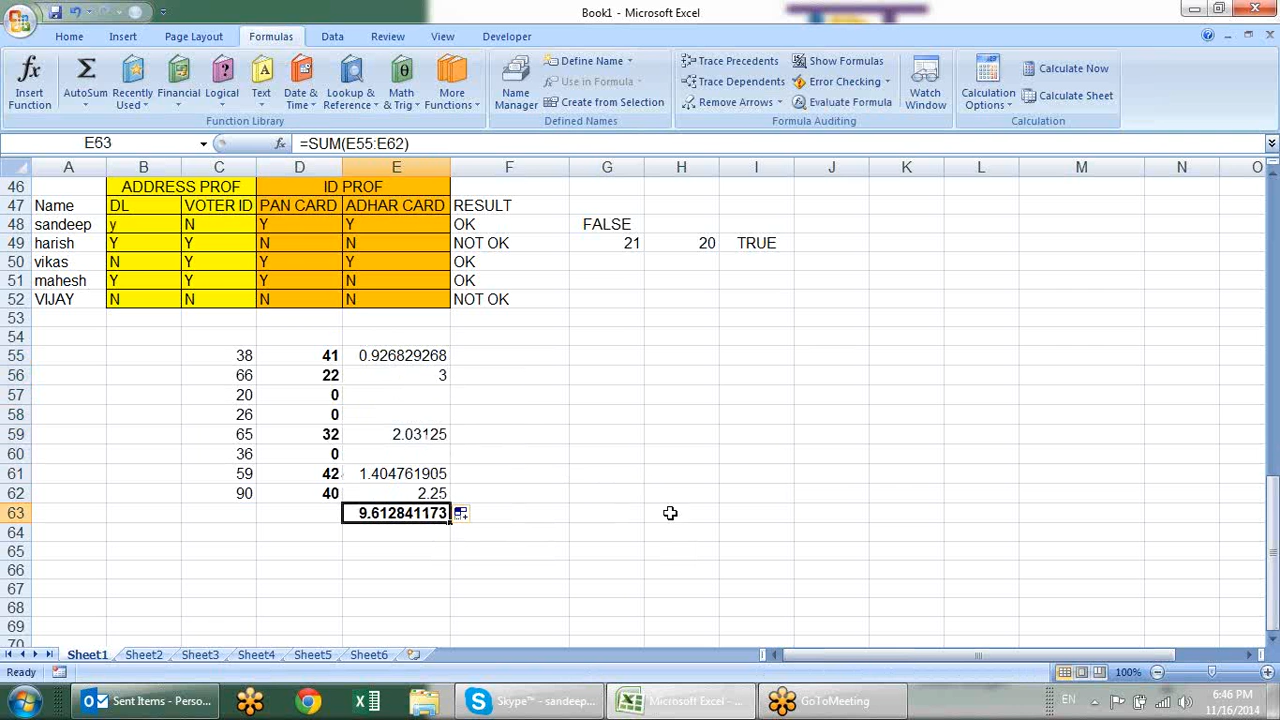 Book1 - Microsoft Excel
Home Insert Page Layout Formulas Data Review View Developer
Insert Function AutoSum Recently Used Financial Logical Text Date & Time Lookup & Reference Math & Trig More Functions
Function Library
Name Manager Define Name Use in Formula Create from Selection
Defined Names
Trace Precedents Trace Dependents Remove Arrows Show Formulas Error Checking Evaluate Formula Watch Window
Formula Auditing
Calculation Options Calculate Now Calculate Sheet
Calculation
E63 fx =SUM(E55:E62)
A B C D E F G H I J K L M N O
46 ADDRESS PROF ID PROF
47 Name DL VOTER ID PAN CARD ADHAR CARD RESULT
48 sandeep y N Y Y OK FALSE
49 harish Y Y N N NOT OK 21 20 TRUE
50 vikas N Y Y Y OK
51 mahesh Y Y Y N OK
52 VIJAY N N N N NOT OK
53
54
55 38 41 0.926829268
56 66 22 3
57 20 0
58 26 0
59 65 32 2.03125
60 36 0
61 59 42 1.404761905
62 90 40 2.25
63 9.612841173
64
65
66
67
68
69
70
Sheet1 Sheet2 Sheet3 Sheet4 Sheet5 Sheet6
Ready 100%
Sent Items - Perso... Skype™ - sandeep... Microsoft Excel - ... GoToMeeting EN 6:46 PM
11/16/2014